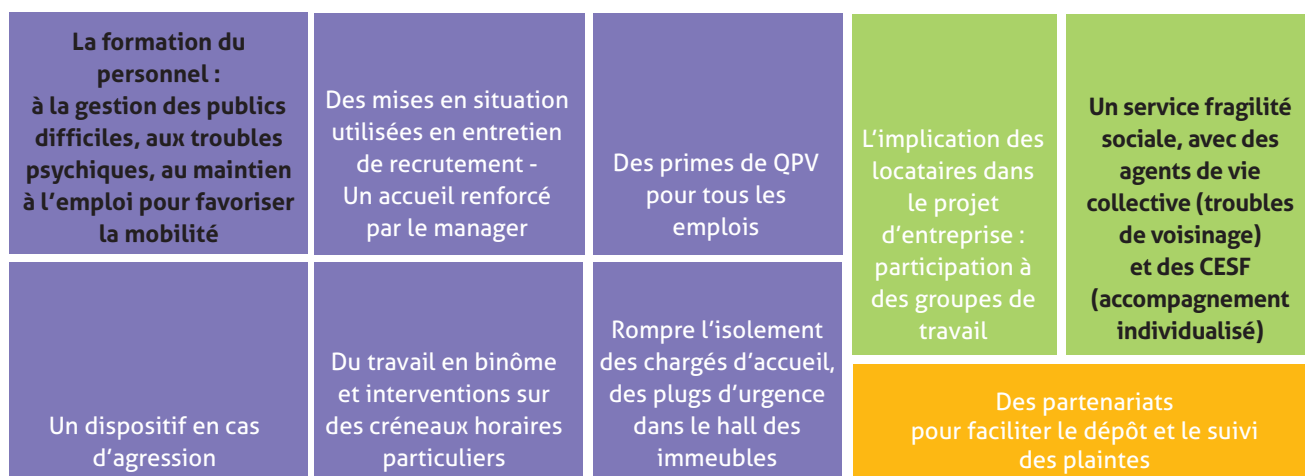 La formation du
personnel :
à la gestion des publics
difficiles, aux troubles
psychiques, au maintien
à l'emploi pour favoriser
la mobilité
Des mises en situation
utilisées en entretien
de recrutement -
Un accueil renforcé
par le manager
Des primes de QPV
pour tous les
emplois
L'implication des
locataires dans
le projet
d'entreprise :
participation à
des groupes de
travail
Un service fragilité
sociale, avec des
agents de vie
collective (troubles
de voisinage)
et des CESF
(accompagnement
individualisé)
Un dispositif en cas
d'agression
Du travail en binôme
et interventions sur
des créneaux horaires
particuliers
Rompre l'isolement
des chargés d'accueil,
des plugs d'urgence
dans le hall des
immeubles
Des partenariats
pour faciliter le dépôt et le suivi
des plaintes